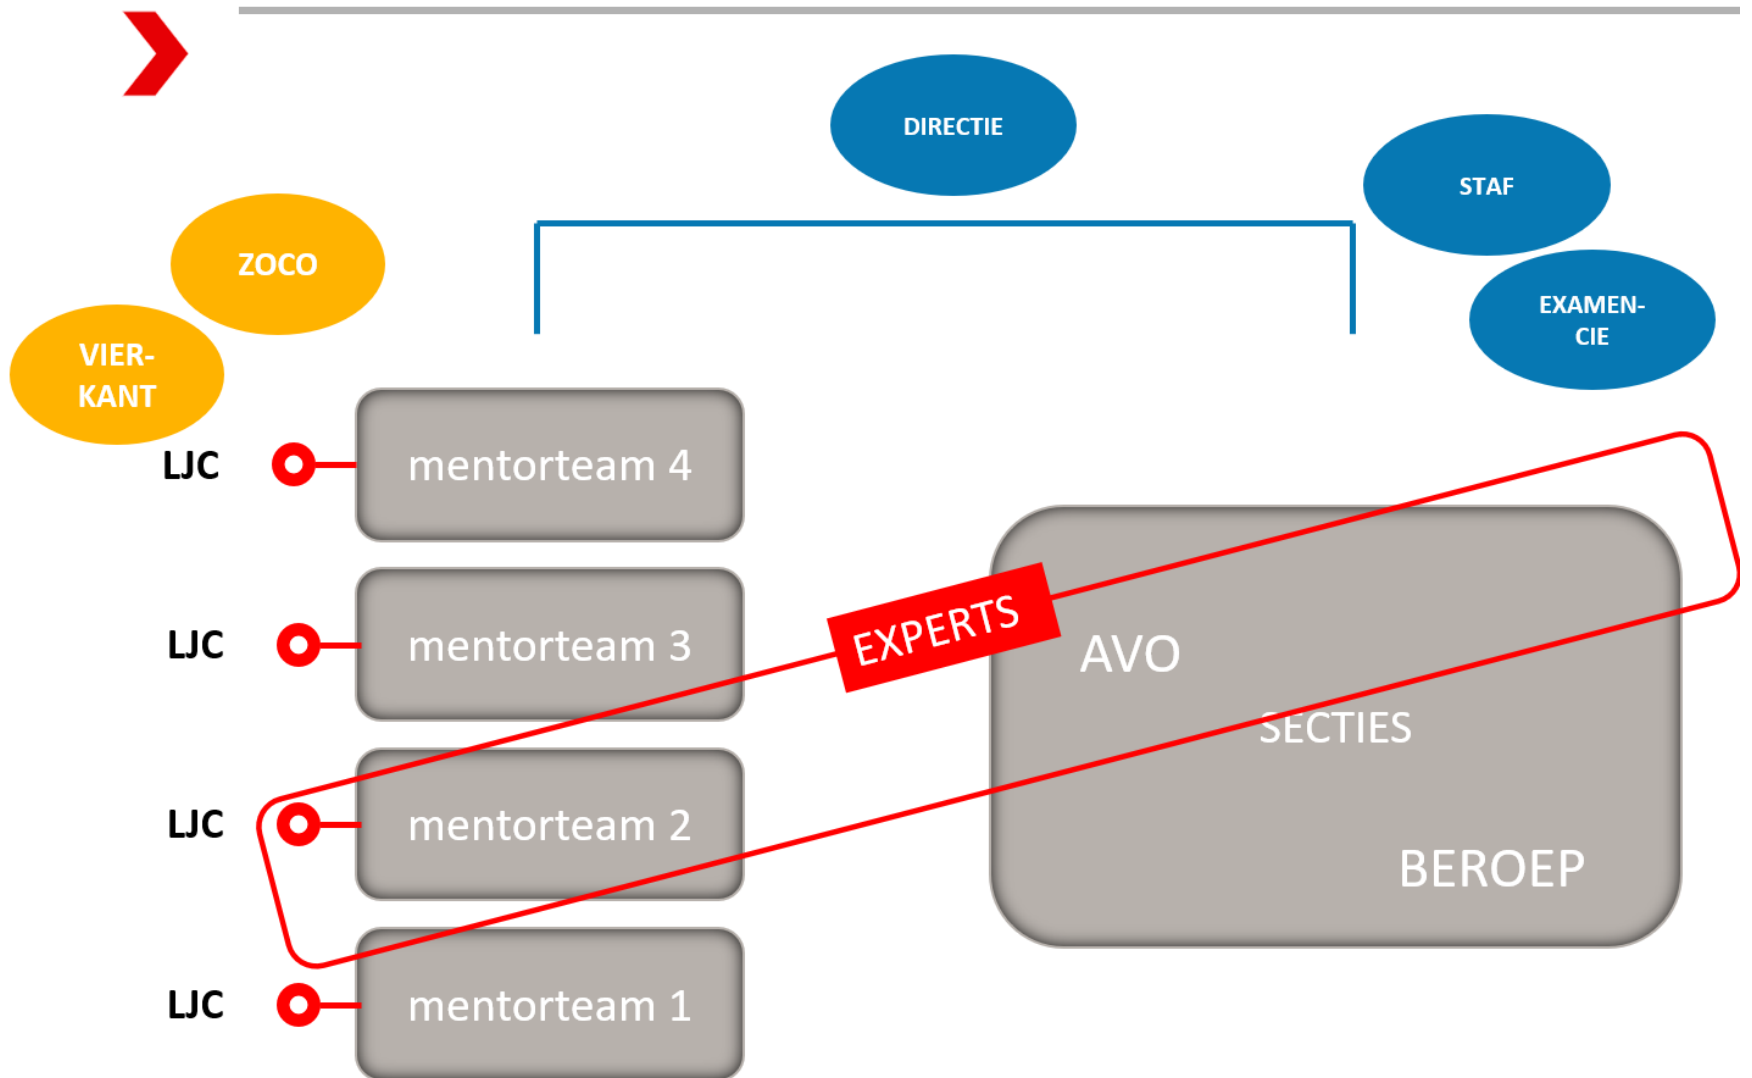 DIRECTIE
STAF
ZOCO
EXAMEN-
CIE
VIER-
KANT
LJC
mentorteam 4
LJC
mentorteam 3
EXPERTS
AVO
SECTIES
LJC
mentorteam 2
BEROEP
LJC
mentorteam 1